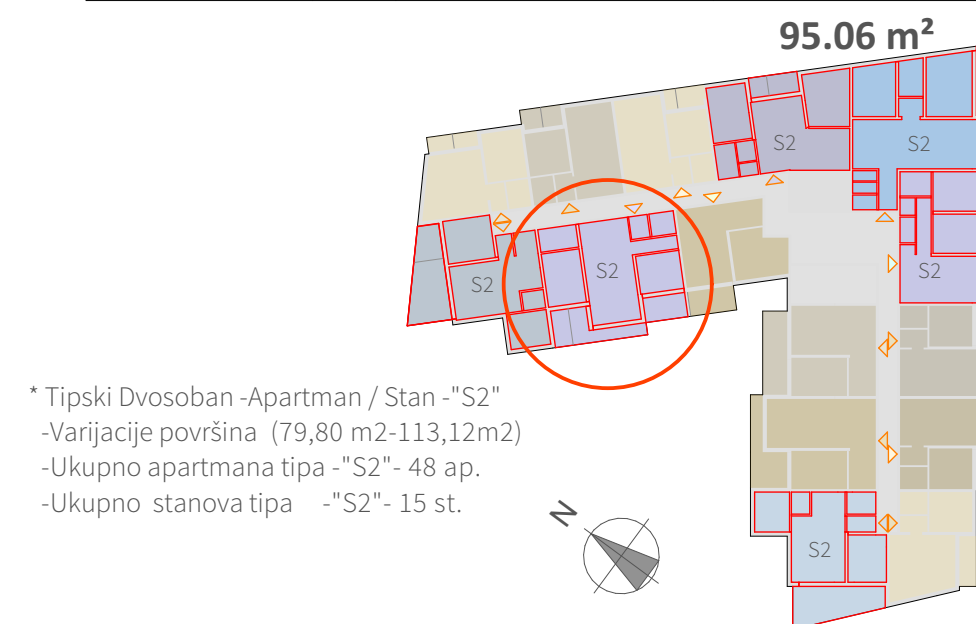 95.06 m²
S2
S2
S2
S2
S2
* Tipski Dvosoban -Apartman / Stan -"S2"
-Varijacije površina (79,80 m2-113,12m2)
-Ukupno apartmana tipa -"S2"- 48 ap.
-Ukupno stanova tipa -"S2"- 15 st.
N
S2